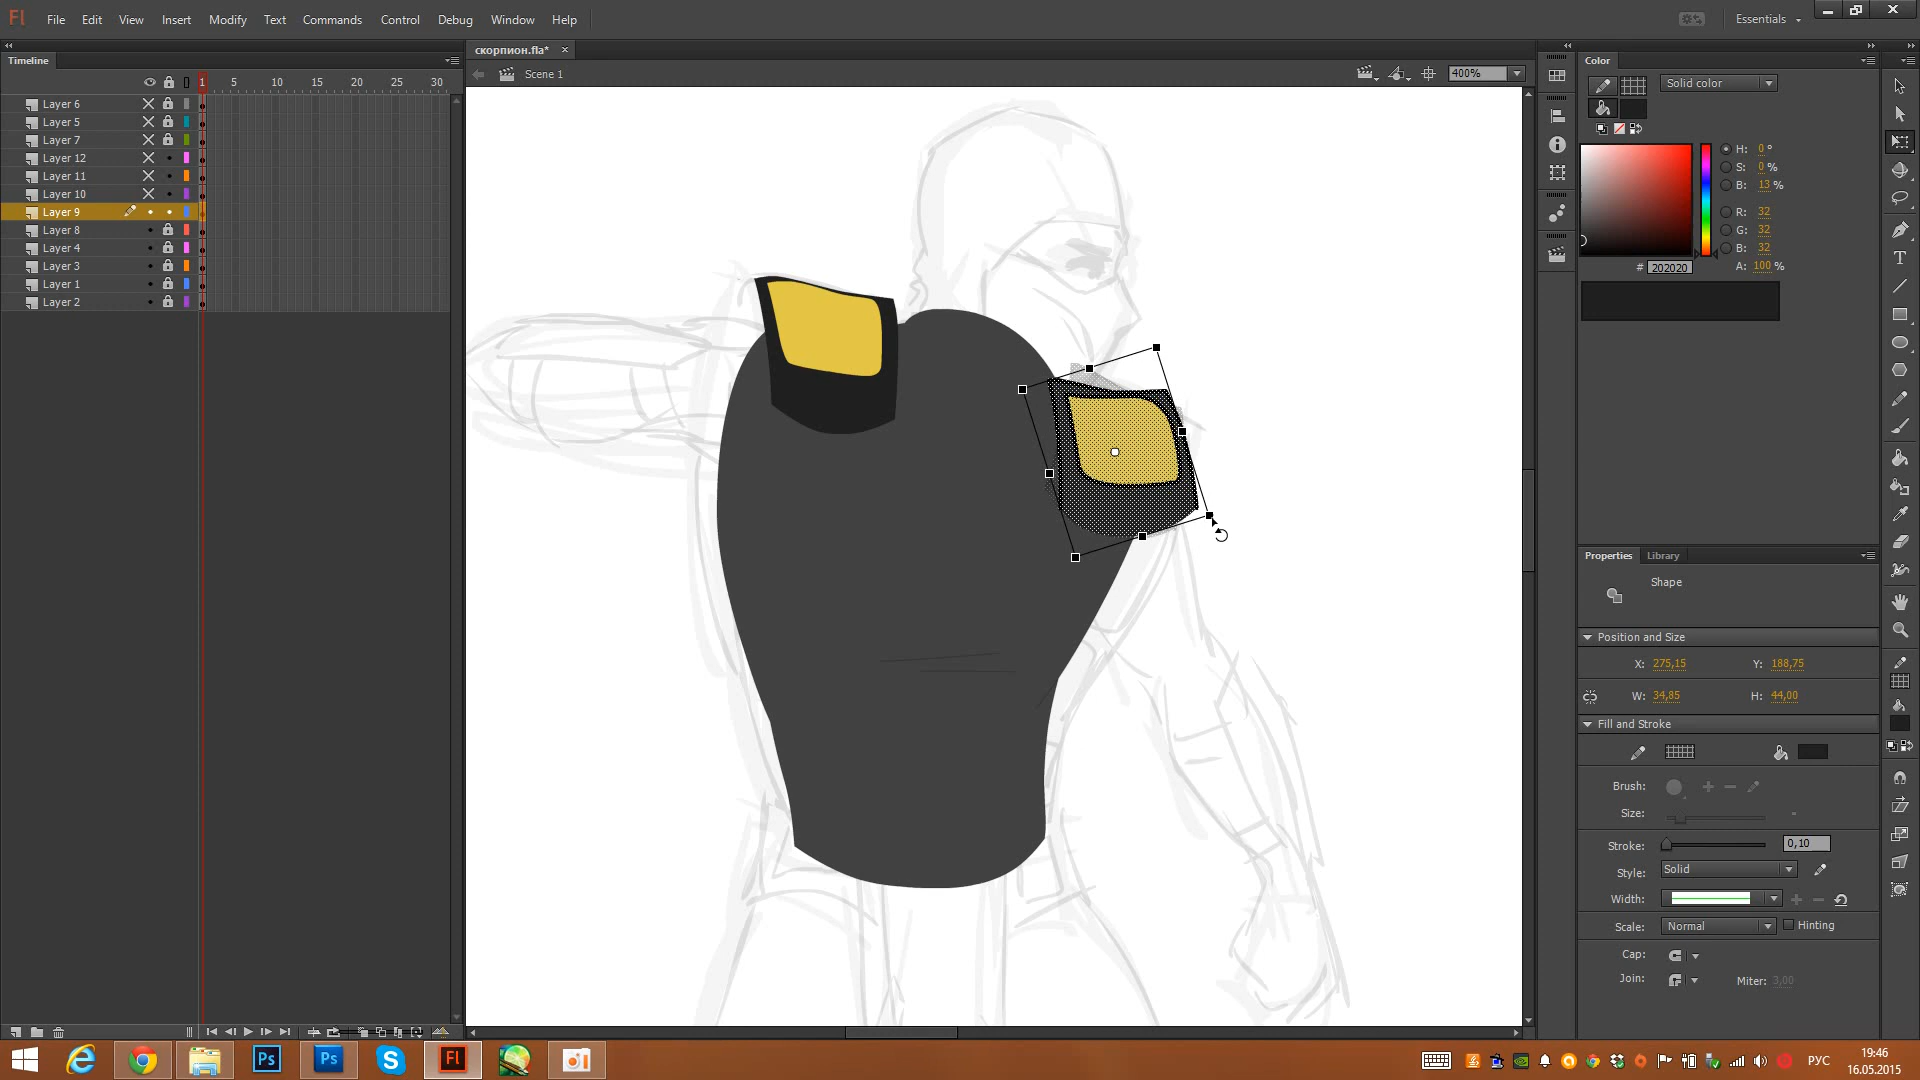 Fl File Edit View Insert Modify Text Commands Control Debug Window Help Essentials
Timeline
скорпион.fla*
Scene 1
400%
1 5 10 15 20 25 30
Layer 6
Layer 5
Layer 7
Layer 12
Layer 11
Layer 10
Layer 9
Layer 8
Layer 4
Layer 3
Layer 1
Layer 2
Color
Solid color
H: 0 °
S: 0 %
B: 13 %
R: 32
G: 32
B: 32
# 202020 A: 100 %
Properties Library
Shape
Position and Size
X: 275,15 Y: 188,75
W: 34,85 H: 44,00
Fill and Stroke
Brush:
Size:
Stroke: 0,10
Style: Solid
Width:
Scale: Normal Hinting
Cap:
Join: Miter: 3,00
T
Ps Ps S Fl
РУС
19:46
16.05.2015